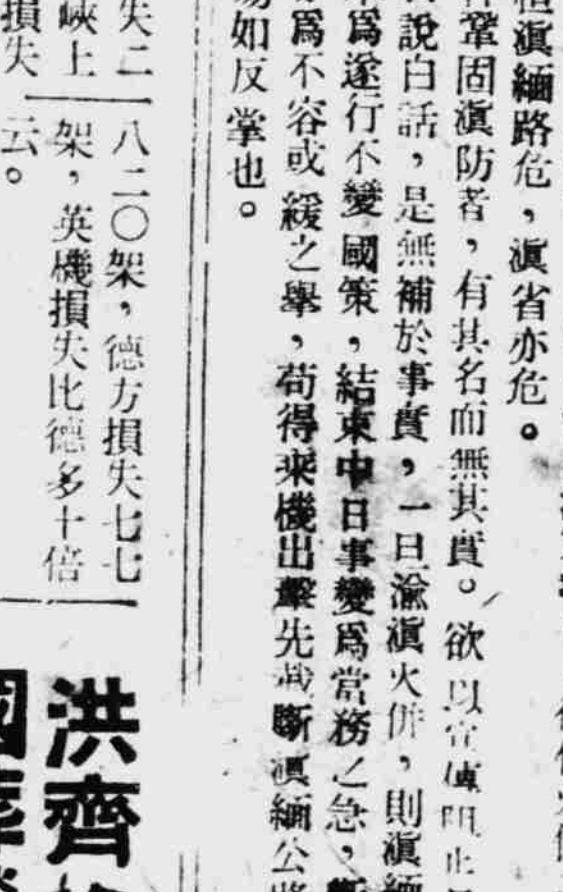 滇緬路危，滇省亦危。
鞏固滇防者，有其名而無其實。欲以宣傳阻止
說白話，是無補於事實，一旦渝滇火併，則滇緬
爲遂行不變國策，結束中日事變爲當務之急，
爲不容或緩之舉，苟得乘機出擊先截斷滇緬公路
易如反掌也。
失二
八二〇架，德方損失七七
峽上
架，英機損失比德多十倍
損失
云。
洪齊
國產